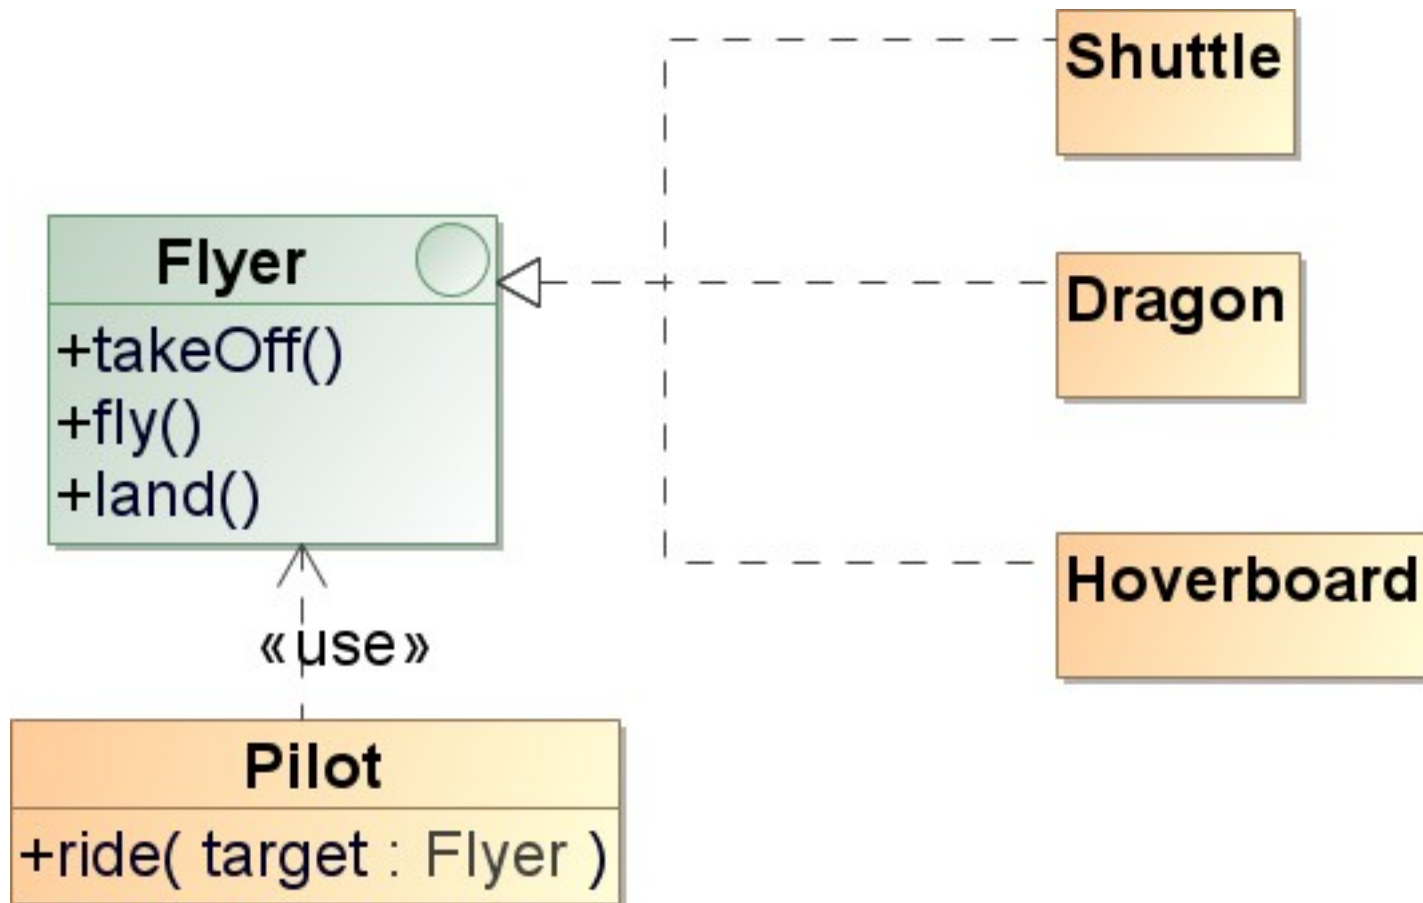 Shuttle
Flyer
+takeOff()
+fly()
+land()
Dragon
Hoverboard
«use»
Pilot
+ride( target : Flyer )